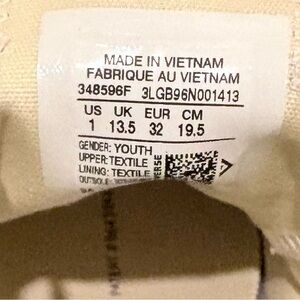 MADE IN VIETNAM
FABRIQUE AU VIETNAM
348596F 3LGB96N001413
US UK EUR CM
1 13.5 32 19.5
GENDER: YOUTH
UPPER: TEXTILE
LINING: TEXTILE
OUTSOLE: